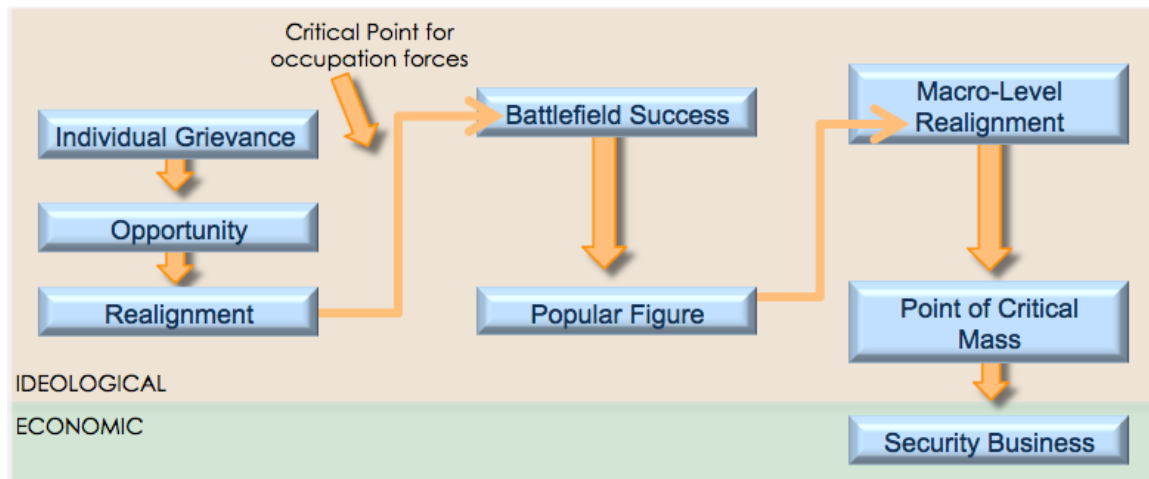 Critical Point for
occupation forces
Individual Grievance
Opportunity
Realignment
Battlefield Success
Popular Figure
Macro-Level
Realignment
Point of Critical
Mass
IDEOLOGICAL
ECONOMIC
Security Business